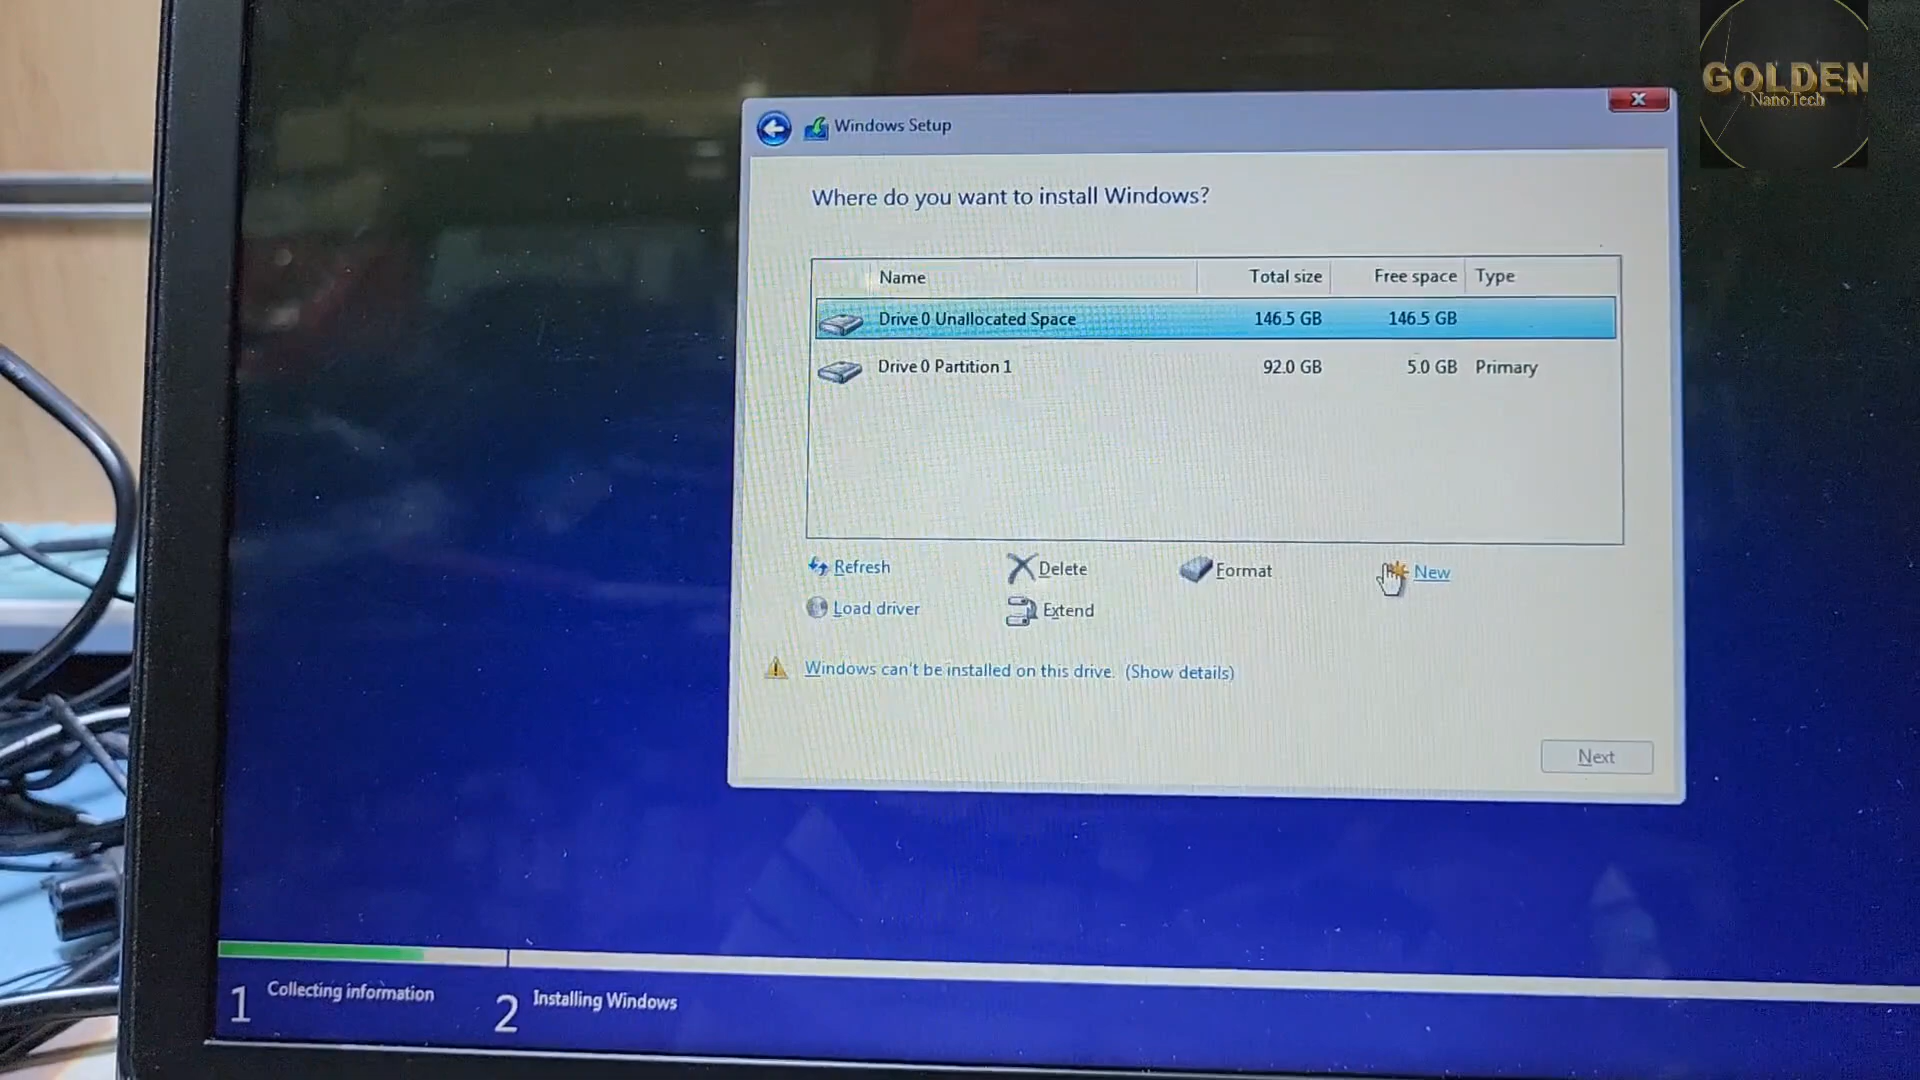 GOLDEN
NanoTech
Windows Setup
Where do you want to install Windows?
Name Total size Free space Type
Drive 0 Unallocated Space 146.5 GB 146.5 GB
Drive 0 Partition 1 92.0 GB 5.0 GB Primary
Refresh Delete Format New
Load driver Extend
Windows can't be installed on this drive. (Show details)
Next
1 Collecting information 2 Installing Windows